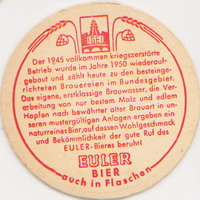 IGEI
Der 1945 vollkommen kriegszerstörte
Betrieb wurde im Jahre 1950 wiederauf-
gebaut und zählt heute zu den besteinge-
richteten Brauereien im Bundesgebiet.
Das eigene, erstklassige Brauwasser, die Ver-
arbeitung von nur bestem Malz und edlem
Hopfen nach bewährter alter Brauart in un-
seren mustergültigen Anlagen ergeben ein
naturreines Bier, auf dessen Wohlgeschmack
und Bekömmlichkeit der gute Ruf des
EULER-Bieres beruht!
EULER
BIER
auch in Flaschen